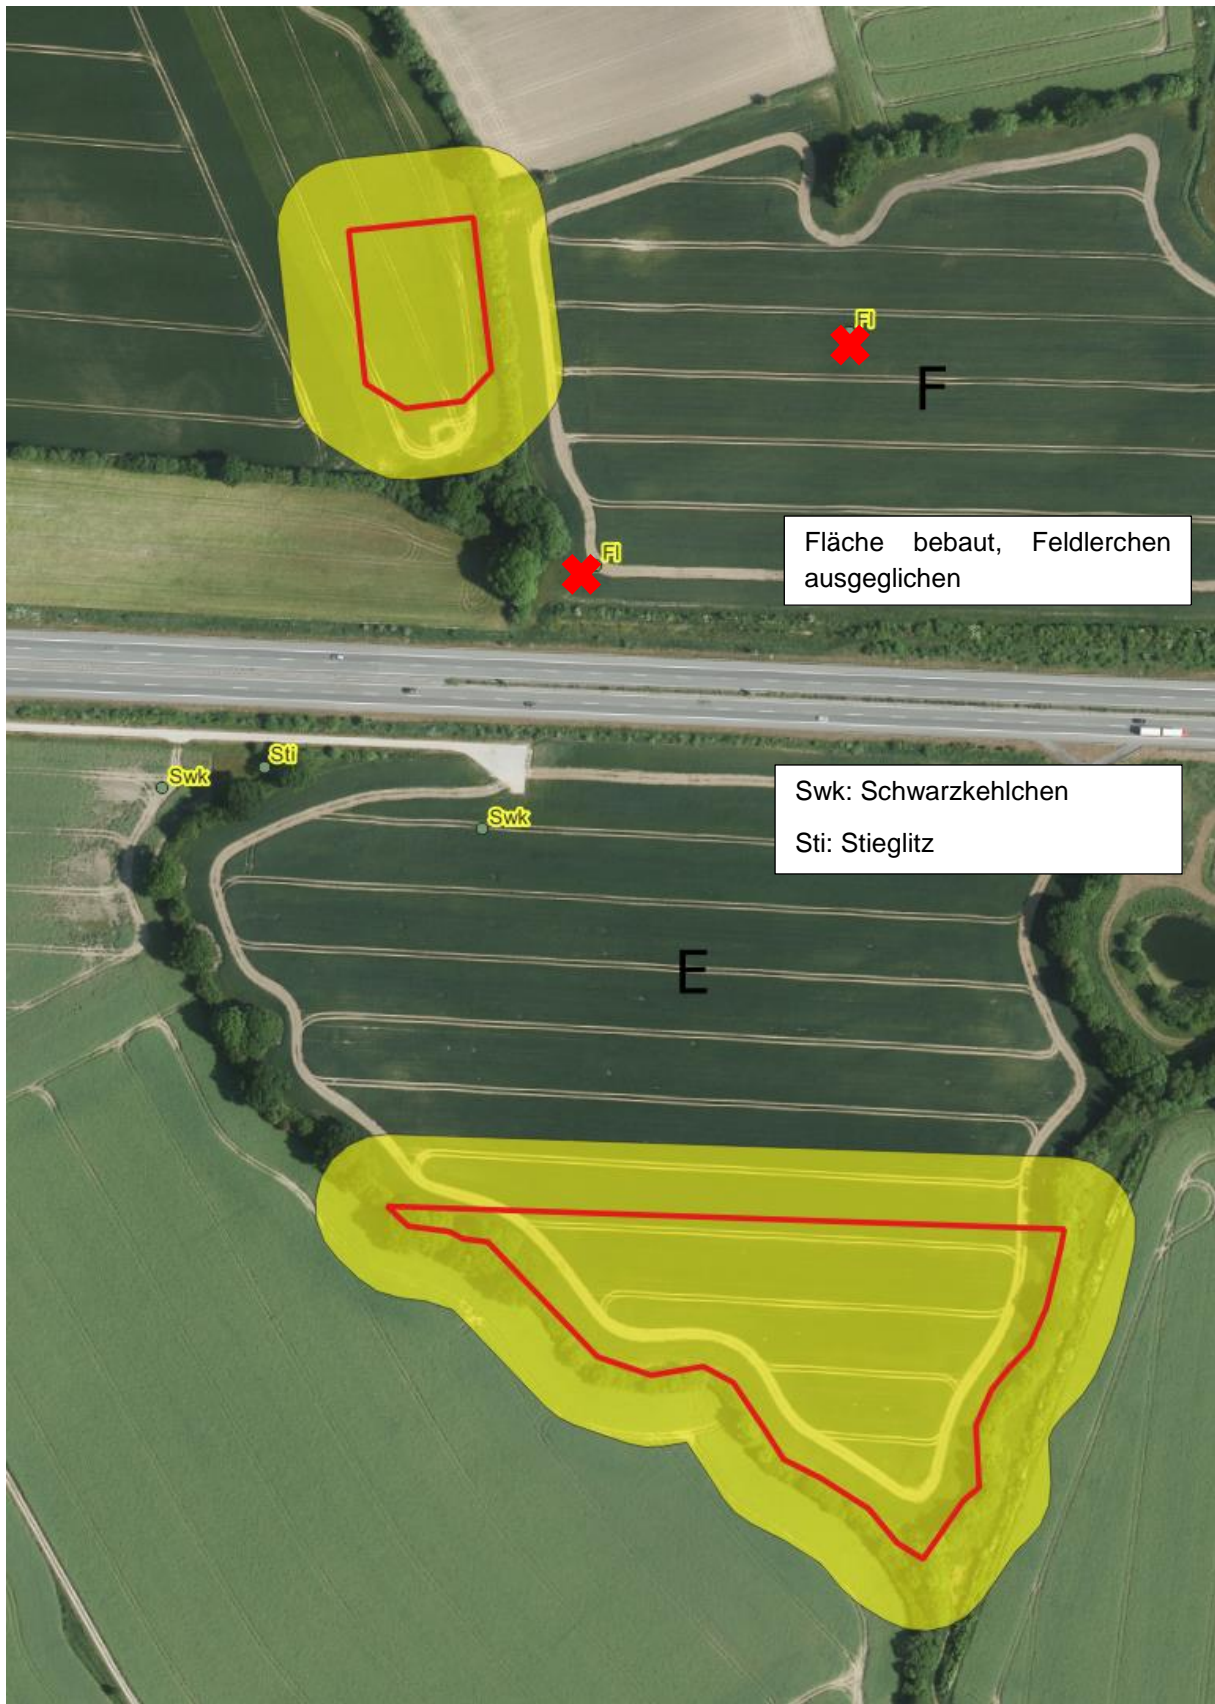 Fl
F
Fläche bebaut, Feldlerchen
ausgeglichen
Fl
Sti
Swk
Swk: Schwarzkehlchen
Sti: Stieglitz
Swk
E